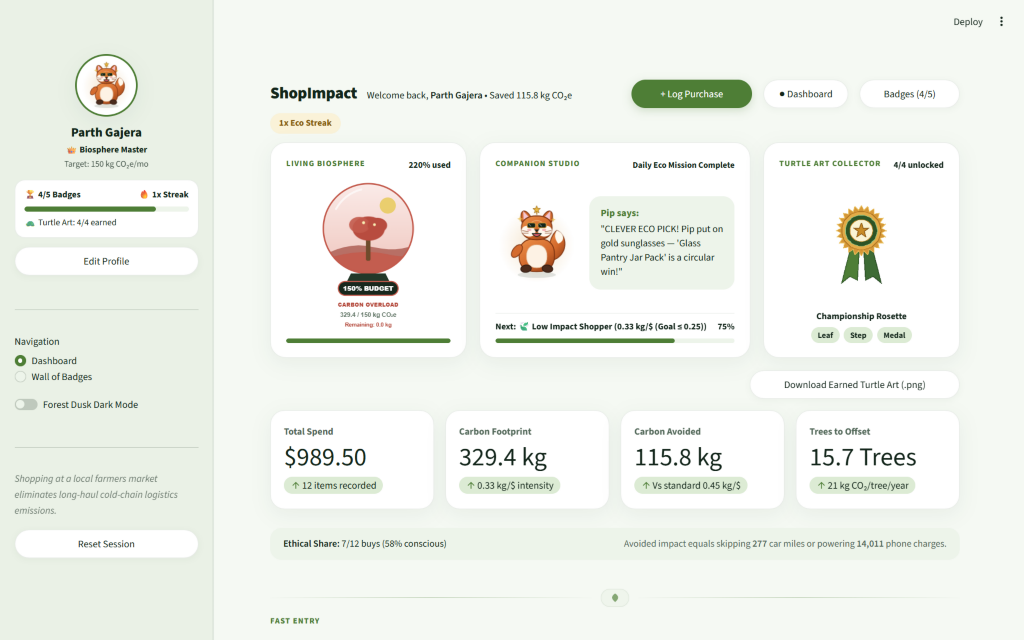 Deploy
Parth Gajera
Biosphere Master
Target: 150 kg CO₂e/mo
4/5 Badges
1x Streak
Turtle Art: 4/4 earned
Edit Profile
Navigation
Dashboard
Wall of Badges
Forest Dusk Dark Mode
Shopping at a local farmers market
eliminates long-haul cold-chain logistics
emissions.
Reset Session
ShopImpact
Welcome back, Parth Gajera • Saved 115.8 kg CO₂e
+ Log Purchase
● Dashboard
Badges (4/5)
1x Eco Streak
LIVING BIOSPHERE
220% used
150% BUDGET
CARBON OVERLOAD
329.4 / 150 kg CO₂e
Remaining: 0.0 kg
COMPANION STUDIO
Daily Eco Mission Complete
Pip says:
"CLEVER ECO PICK! Pip put on
gold sunglasses — 'Glass
Pantry Jar Pack' is a circular
win!"
Next: Low Impact Shopper (0.33 kg/$ (Goal ≤ 0.25))
75%
TURTLE ART COLLECTOR
4/4 unlocked
Championship Rosette
Leaf
Step
Medal
Download Earned Turtle Art (.png)
Total Spend
$989.50
↑ 12 items recorded
Carbon Footprint
329.4 kg
↑ 0.33 kg/$ intensity
Carbon Avoided
115.8 kg
↑ Vs standard 0.45 kg/$
Trees to Offset
15.7 Trees
↑ 21 kg CO₂/tree/year
Ethical Share: 7/12 buys (58% conscious)
Avoided impact equals skipping 277 car miles or powering 14,011 phone charges.
FAST ENTRY